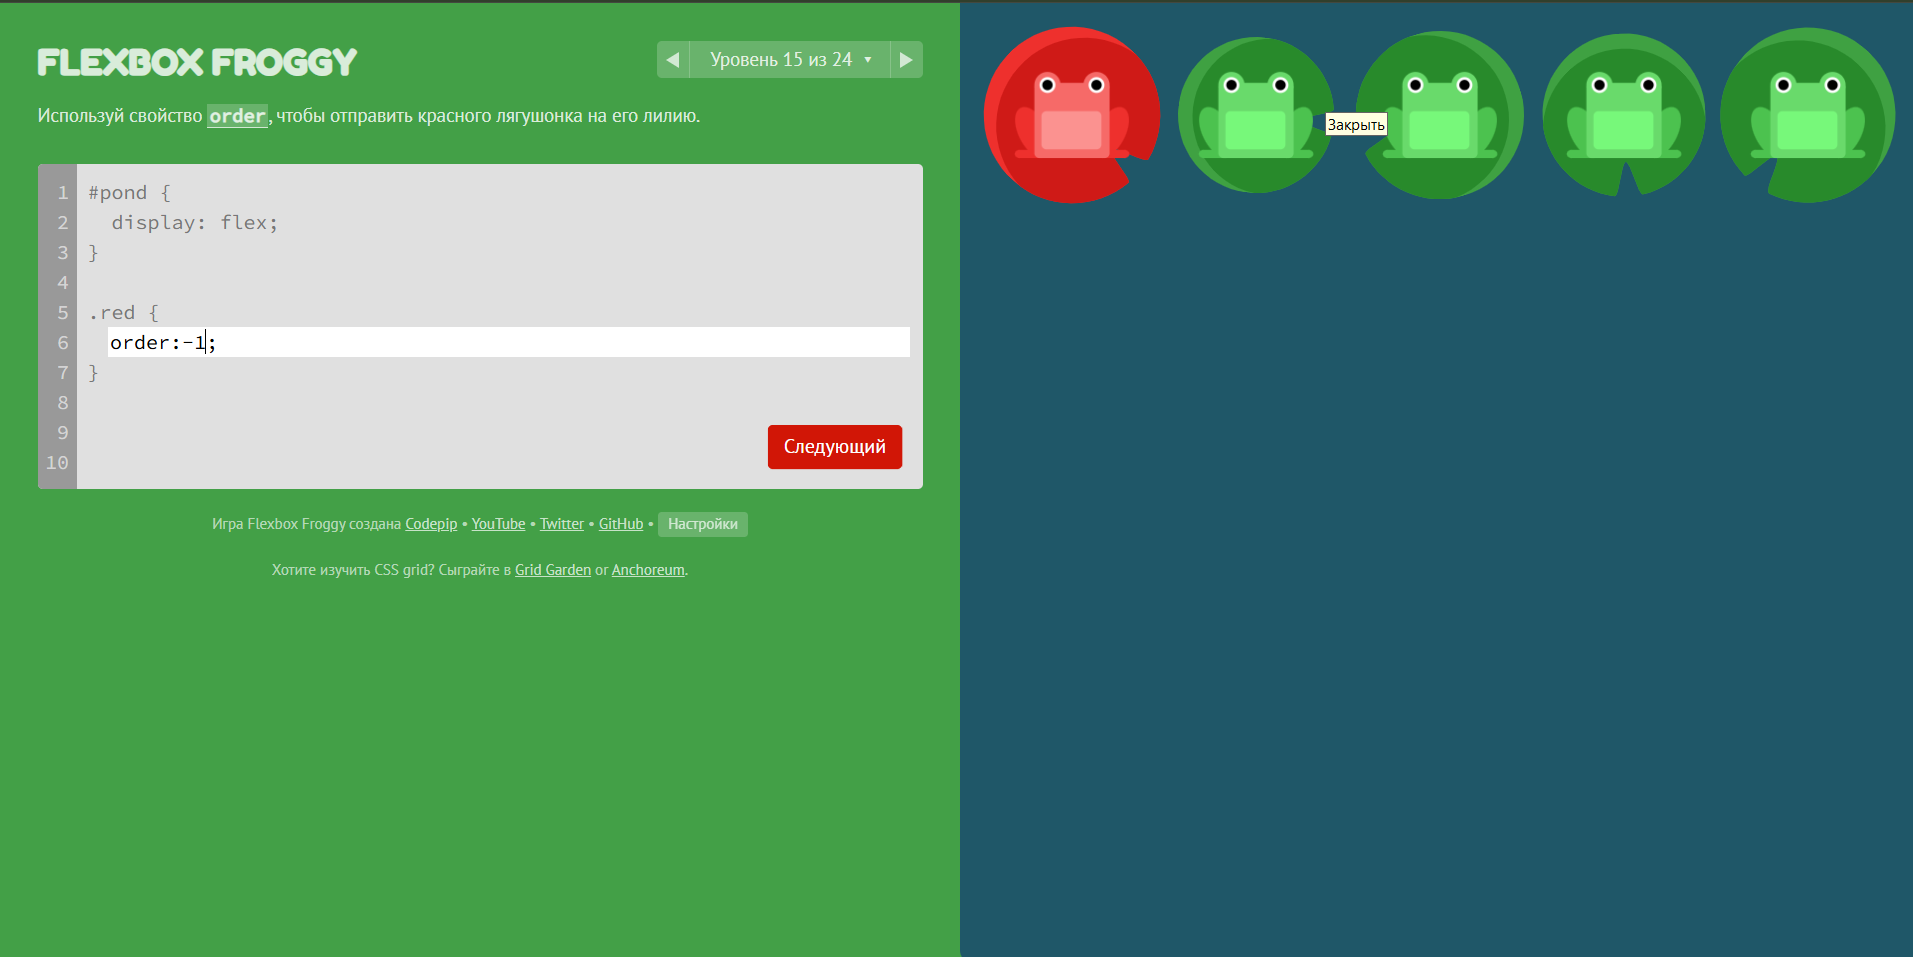 FLEXBOX FROGGY
◀ Уровень 15 из 24 ▼ ▶
Используй свойство order, чтобы отправить красного лягушонка на его лилию.
1 #pond {
2   display: flex;
3 }
4
5 .red {
6   order:-1;
7 }
8
9
10
Следующий
Игра Flexbox Froggy создана Codepip • YouTube • Twitter • GitHub • Настройки
Хотите изучить CSS grid? Сыграйте в Grid Garden or Anchoreum.
Закрыть